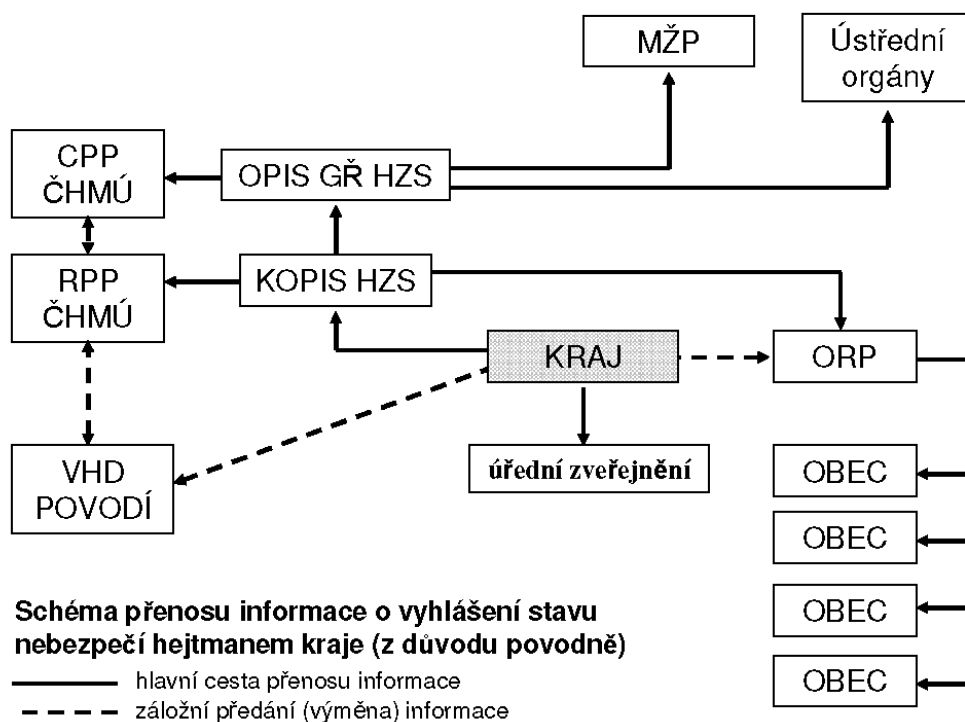 MŽP
Ústřední
orgány
CPP
ČHMÚ
OPIS GŘ HZS
RPP
ČHMÚ
KOPIS HZS
KRAJ
ORP
VHD
POVODÍ
úřední zveřejnění
OBEC
OBEC
OBEC
OBEC
Schéma přenosu informace o vyhlášení stavu
nebezpečí hejtmanem kraje (z důvodu povodně)
hlavní cesta přenosu informace
záložní předání (výměna) informace